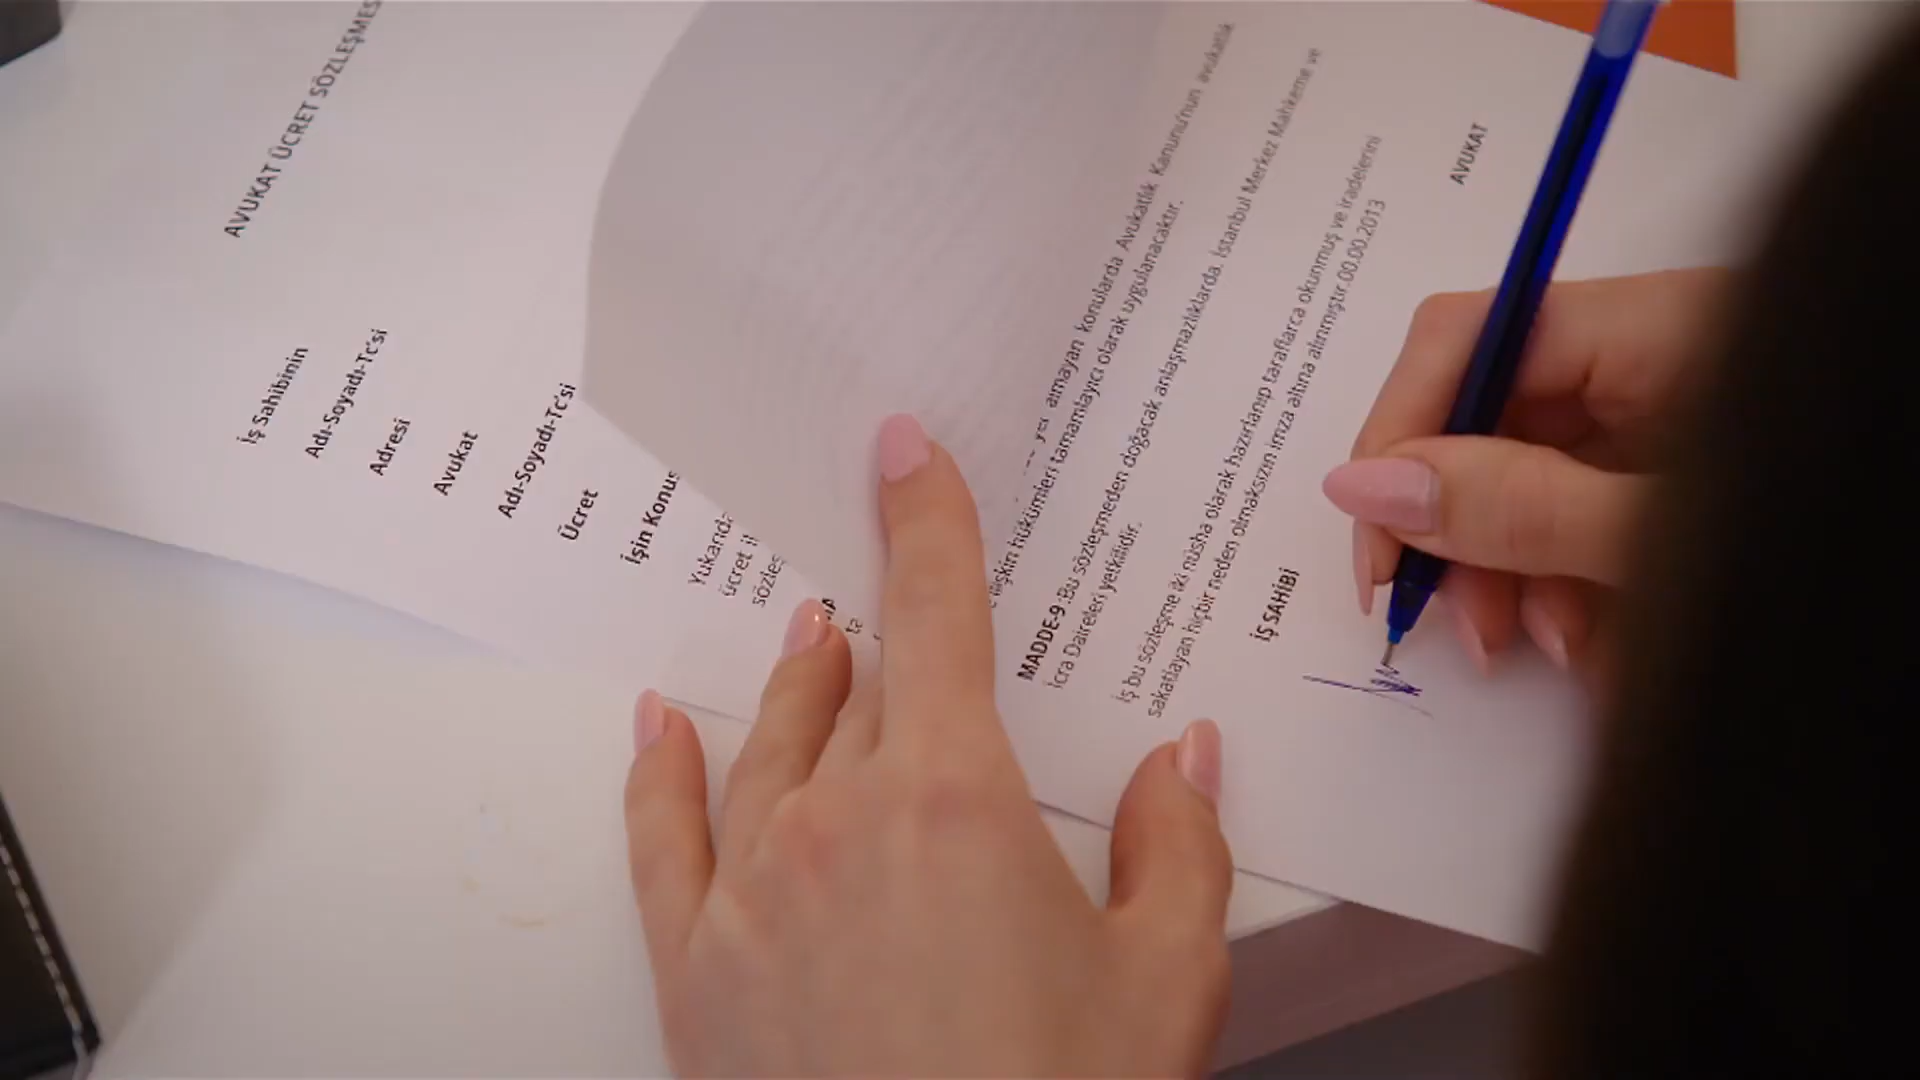 AVUKAT ÜCRET SÖZLEŞMES
İş Sahibinin
Adı-Soyadı-Tc'si
Adresi
Avukat
Adı-Soyadı-Tc'si
Ücret
İşin Konus
Yukarıda
ücret il
sözleş
yer almayan konularda Avukatlık Kanunu'nun avukatlık
ilişkin hükümleri tamamlayıcı olarak uygulanacaktır.
MADDE-9 :Bu sözleşmeden doğacak anlaşmazlıklarda, İstanbul Merkez Mahkeme ve
İcra Daireleri yetkilidir.
İş bu sözleşme iki nüsha olarak hazırlanıp taraflarca okunmuş ve iradelerini
sakatlayan hiçbir neden olmaksızın imza altına alınmıştır.00.00.2013
İŞ SAHİBİ
AVUKAT